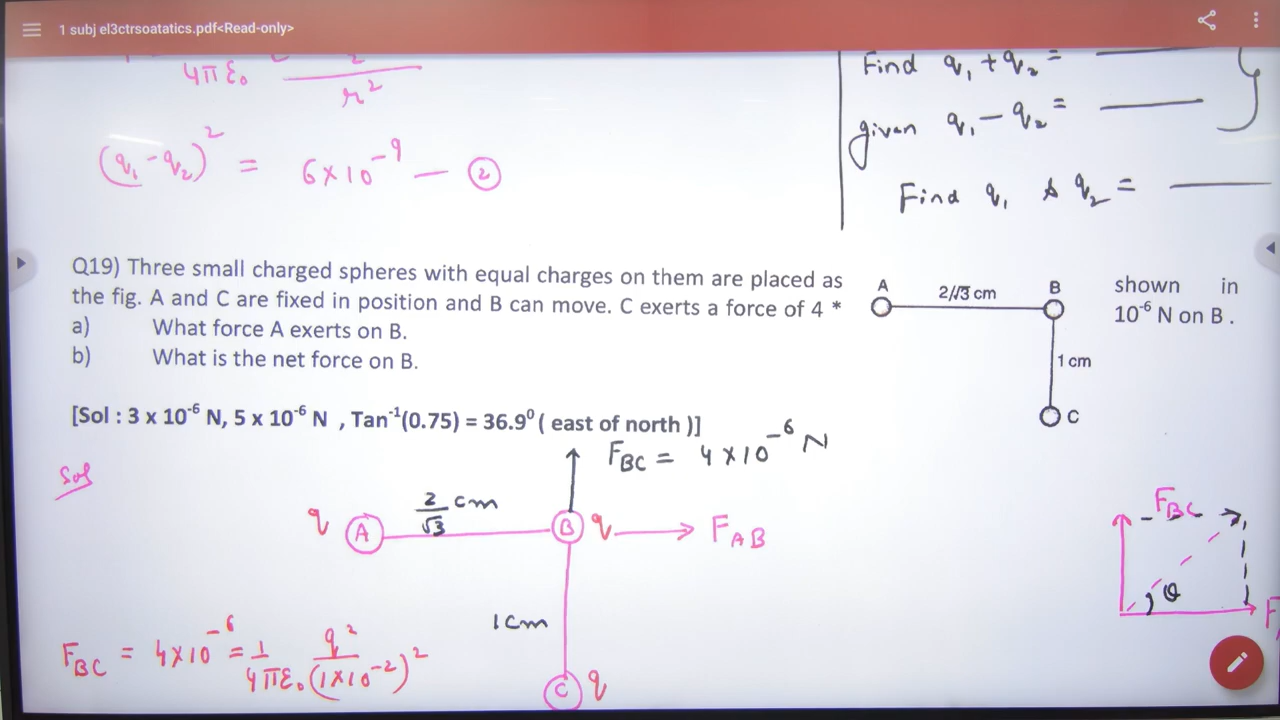 1 subj el3ctrsoatatics.pdf<Read-only>
4πε₀ r²
(q₁ - q₂)² = 6×10⁻⁹ — ②
Find q₁ + q₂ =
given q₁ - q₂ =
Find q₁ & q₂ =
Q19) Three small charged spheres with equal charges on them are placed as shown in
the fig. A and C are fixed in position and B can move. C exerts a force of 4 * 10⁻⁶ N on B .
a) What force A exerts on B.
b) What is the net force on B.
A 2/√3 cm B
1 cm
C
[Sol : 3 x 10⁻⁶ N, 5 x 10⁻⁶ N , Tan⁻¹(0.75) = 36.9⁰ ( east of north )]
Sol
F_BC = 4×10⁻⁶ N
q A 2/√3 cm B q F_AB
1cm
C q
F_BC = 4×10⁻⁶ = 1/4πε₀ q²/(1×10⁻²)²
F_BC
θ
F